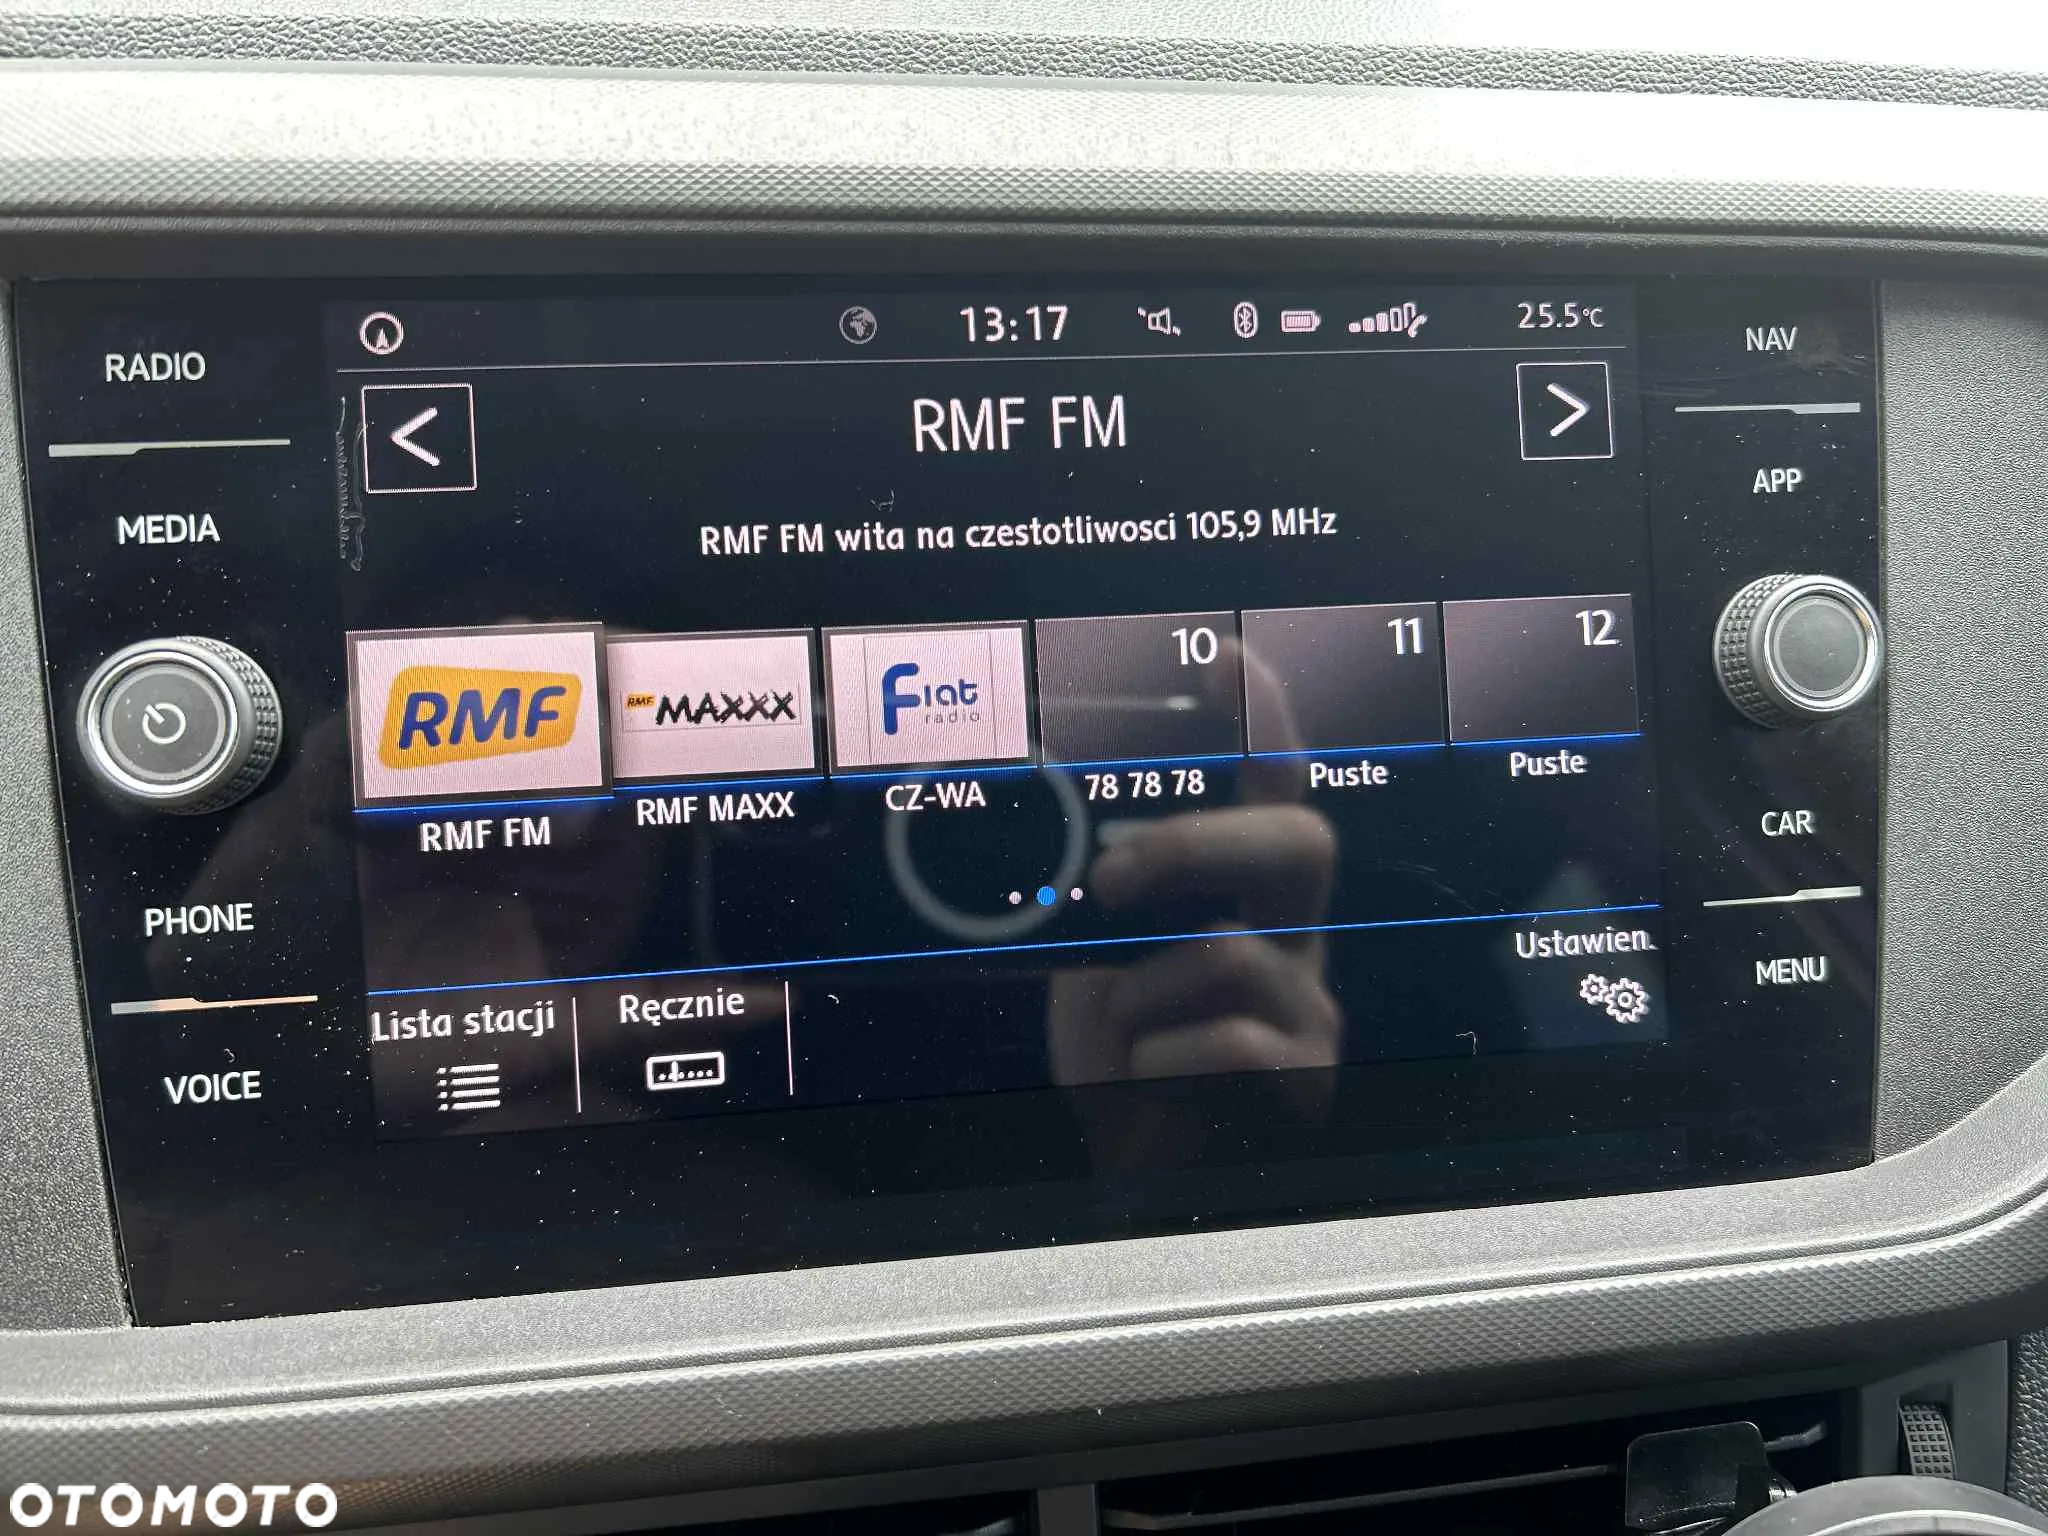 13:17
25.5°C
RADIO
MEDIA
PHONE
VOICE
<
RMF FM
>
RMF FM wita na czestotliwosci 105,9 MHz
RMF
RMF MAXXX
Fiat
radio
10
11
12
RMF FM
RMF MAXX
CZ-WA
78 78 78
Puste
Puste
Lista stacji
Ręcznie
Ustawien.
NAV
APP
CAR
MENU
OTOMOTO